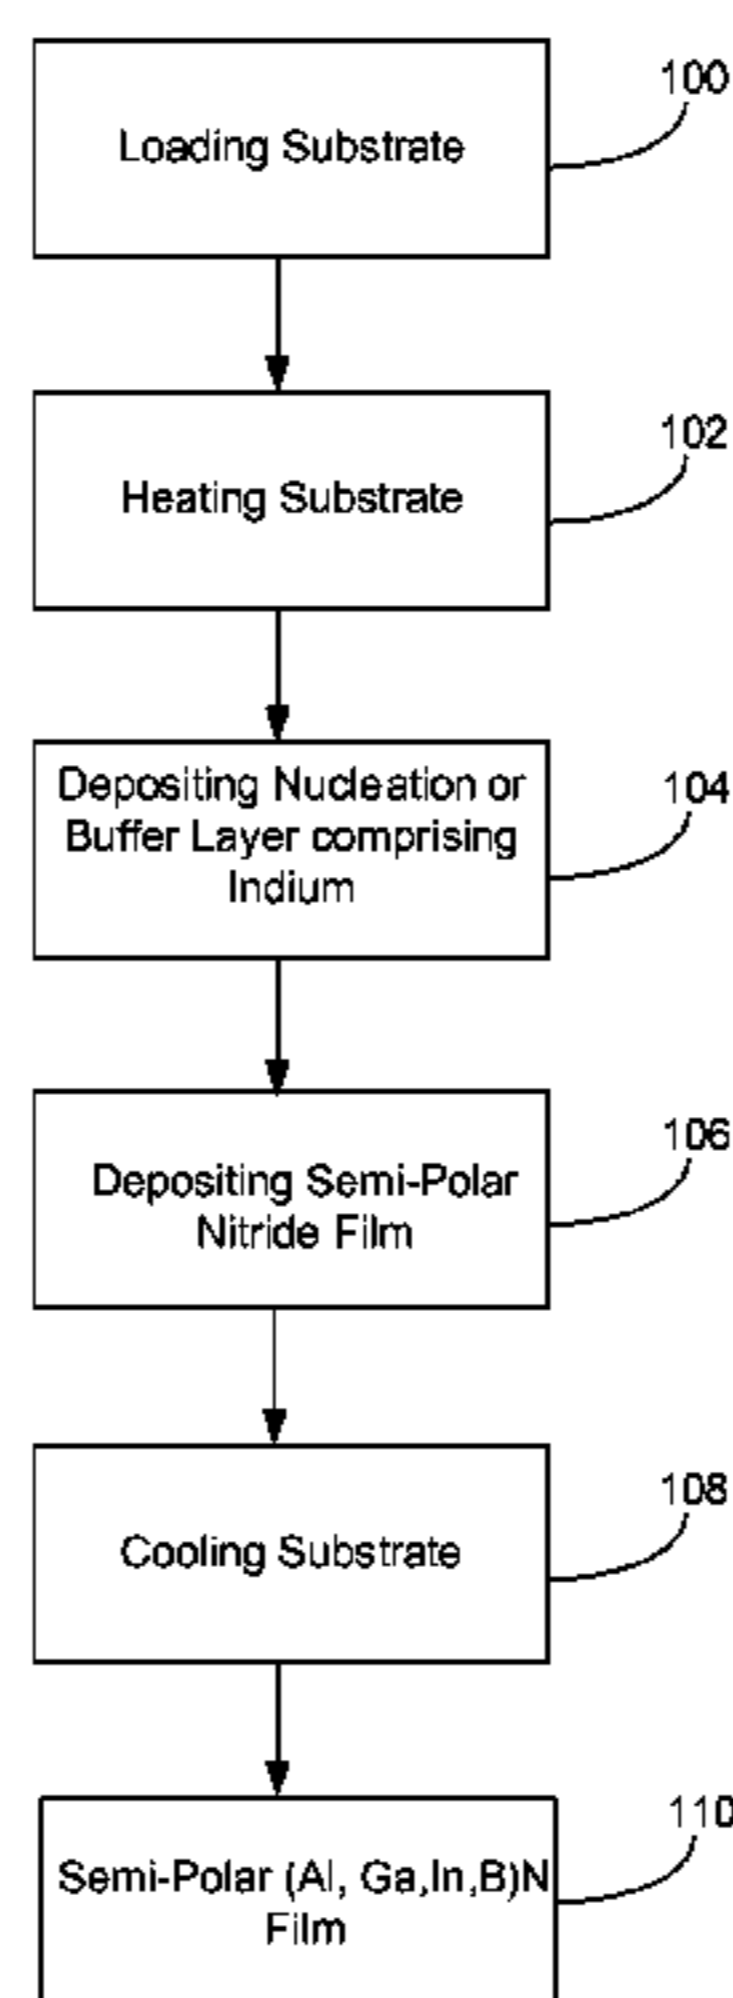 100
Loading Substrate
102
Heating Substrate
104
Depositing Nucleation or
Buffer Layer comprising
Indium
106
Depositing Semi-Polar
Nitride Film
108
Cooling Substrate
110
Semi-Polar (Al, Ga,In,B)N
Film